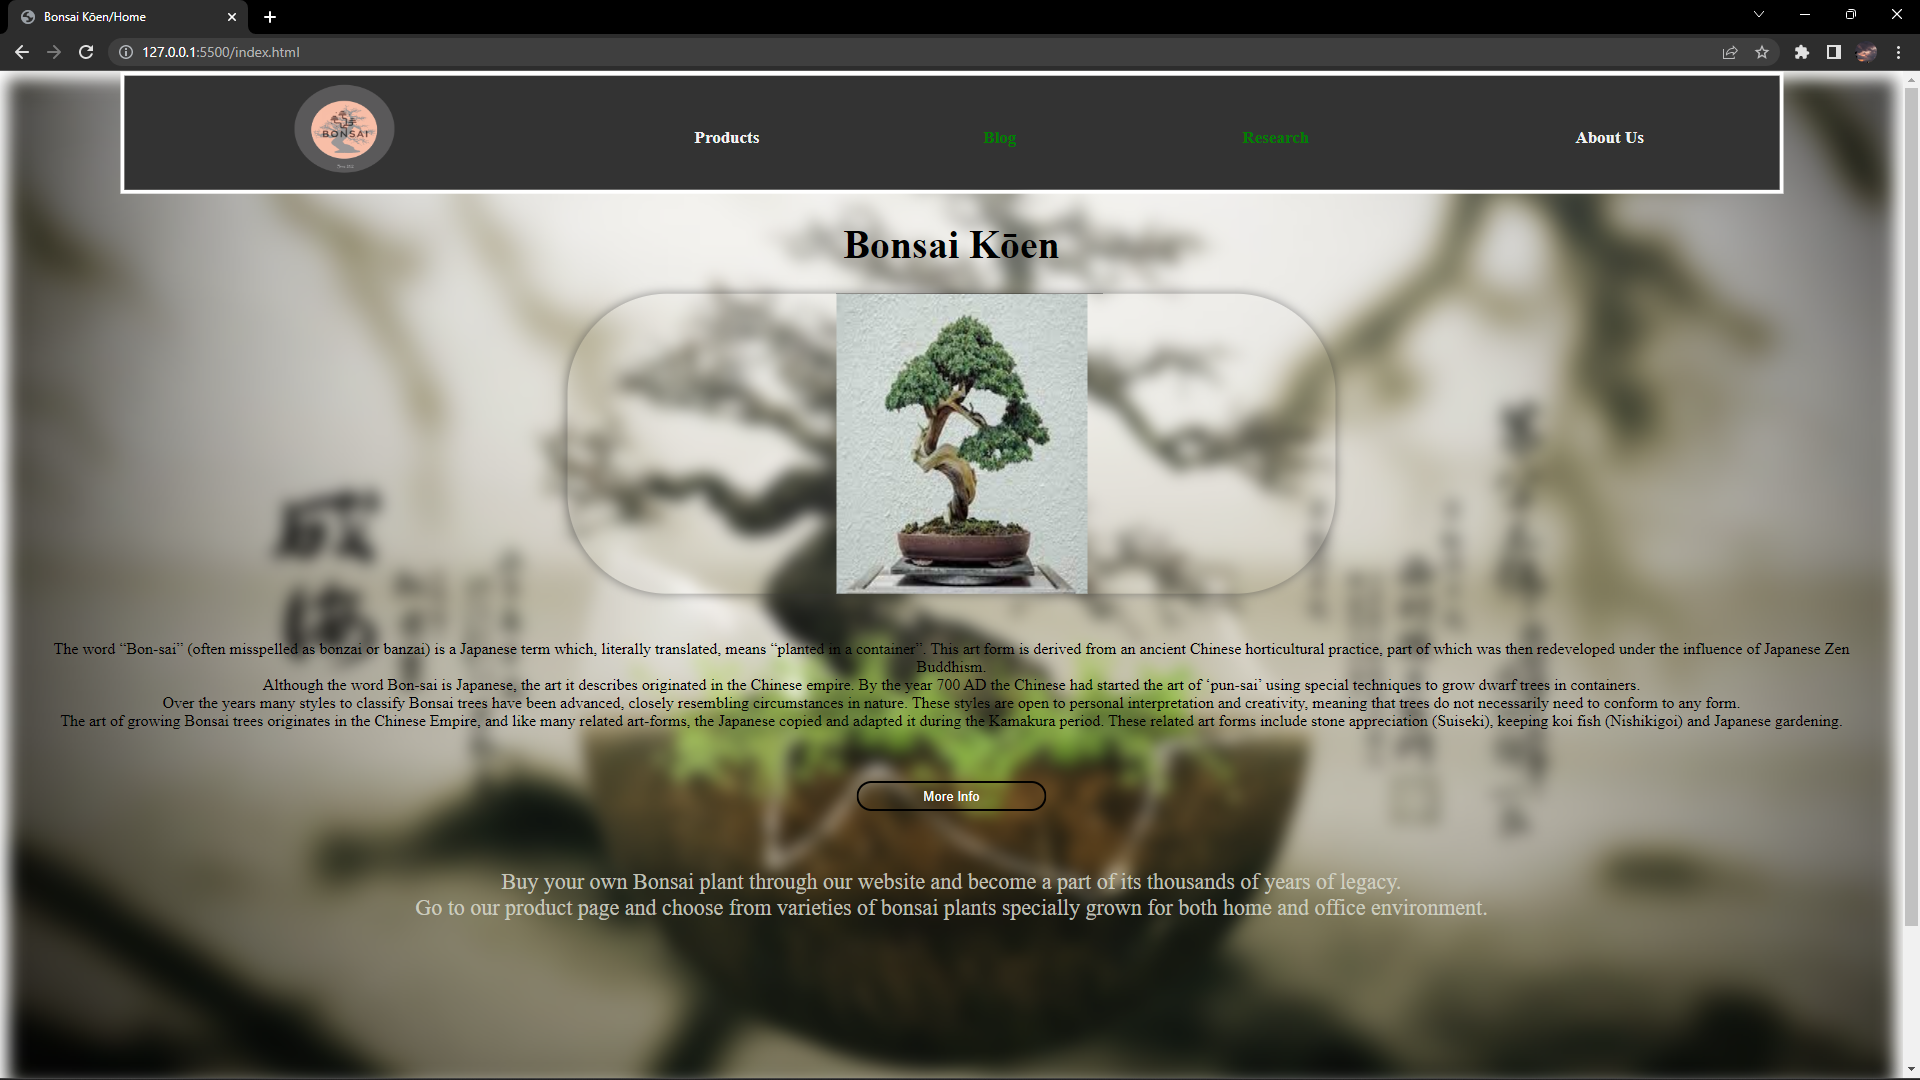 Bonsai Kōen/Home
127.0.0.1:5500/index.html
BONSAI
Products
Blog
Research
About Us
Bonsai Kōen
The word “Bon-sai” (often misspelled as bonzai or banzai) is a Japanese term which, literally translated, means “planted in a container”. This art form is derived from an ancient Chinese horticultural practice, part of which was then redeveloped under the influence of Japanese Zen
Buddhism.
Although the word Bon-sai is Japanese, the art it describes originated in the Chinese empire. By the year 700 AD the Chinese had started the art of ‘pun-sai’ using special techniques to grow dwarf trees in containers.
Over the years many styles to classify Bonsai trees have been advanced, closely resembling circumstances in nature. These styles are open to personal interpretation and creativity, meaning that trees do not necessarily need to conform to any form.
The art of growing Bonsai trees originates in the Chinese Empire, and like many related art-forms, the Japanese copied and adapted it during the Kamakura period. These related art forms include stone appreciation (Suiseki), keeping koi fish (Nishikigoi) and Japanese gardening.
More Info
Buy your own Bonsai plant through our website and become a part of its thousands of years of legacy.
Go to our product page and choose from varieties of bonsai plants specially grown for both home and office environment.